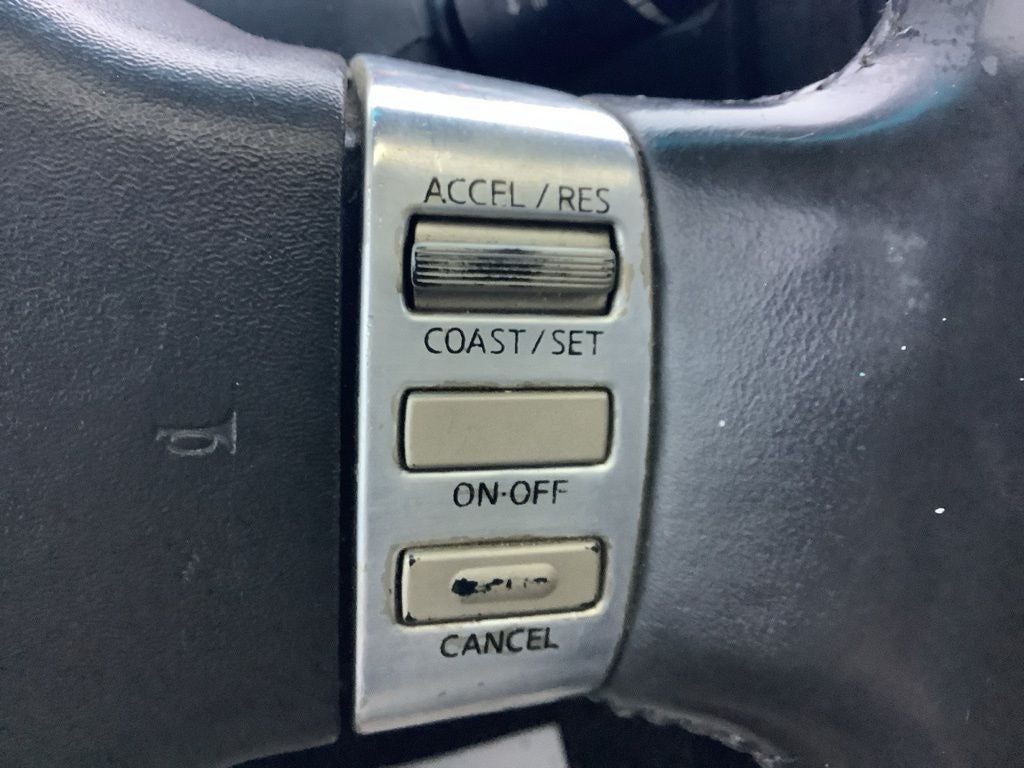 ACCEL / RES
COAST / SET
ON·OFF
CANCEL